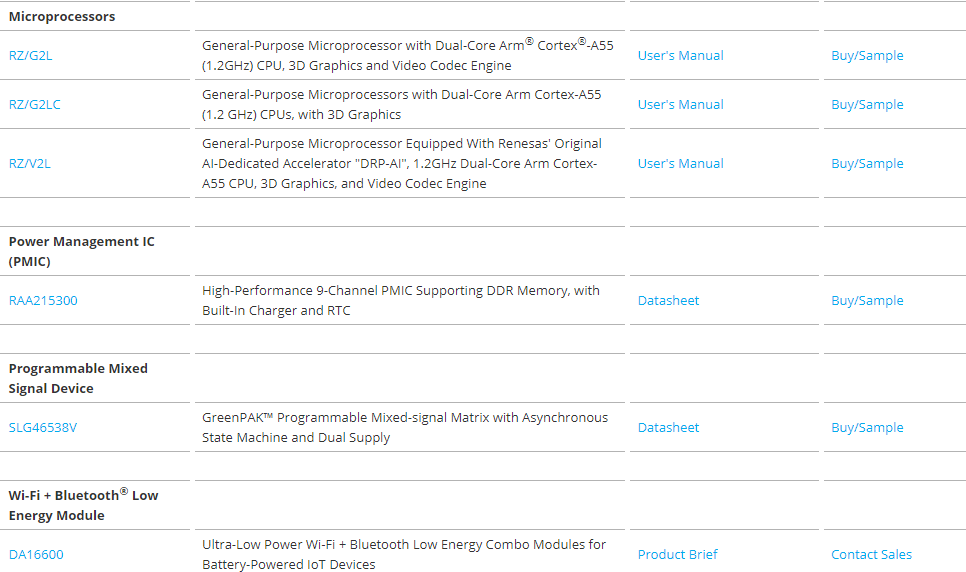 Microprocessors
RZ/G2L
General-Purpose Microprocessor with Dual-Core Arm® Cortex®-A55
(1.2GHz) CPU, 3D Graphics and Video Codec Engine
User's Manual
Buy/Sample
RZ/G2LC
General-Purpose Microprocessors with Dual-Core Arm Cortex-A55
(1.2 GHz) CPUs, with 3D Graphics
User's Manual
Buy/Sample
RZ/V2L
General-Purpose Microprocessor Equipped With Renesas' Original
AI-Dedicated Accelerator "DRP-AI", 1.2GHz Dual-Core Arm Cortex-
A55 CPU, 3D Graphics, and Video Codec Engine
User's Manual
Buy/Sample
Power Management IC
(PMIC)
RAA215300
High-Performance 9-Channel PMIC Supporting DDR Memory, with
Built-In Charger and RTC
Datasheet
Buy/Sample
Programmable Mixed
Signal Device
SLG46538V
GreenPAK™ Programmable Mixed-signal Matrix with Asynchronous
State Machine and Dual Supply
Datasheet
Buy/Sample
Wi-Fi + Bluetooth® Low
Energy Module
DA16600
Ultra-Low Power Wi-Fi + Bluetooth Low Energy Combo Modules for
Battery-Powered IoT Devices
Product Brief
Contact Sales